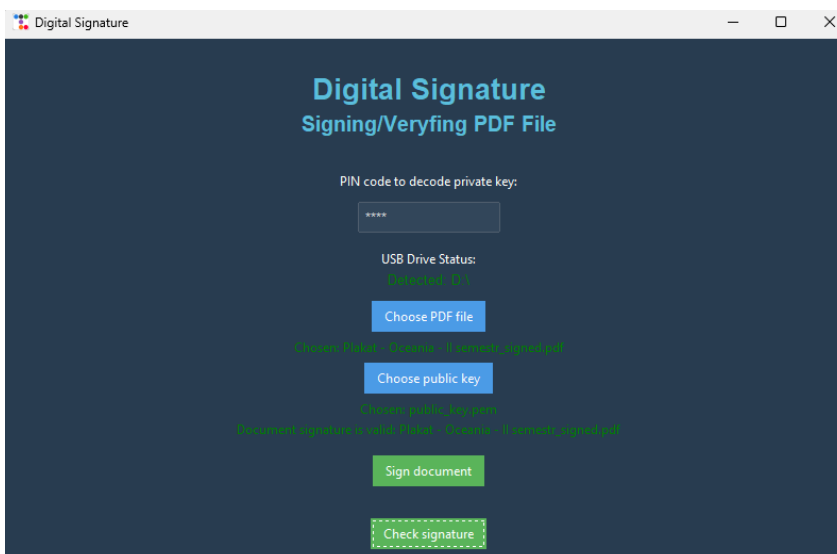 Digital Signature
Digital Signature
Signing/Veryfing PDF File
PIN code to decode private key:
****
USB Drive Status:
Detected: D:\
Choose PDF file
Chosen: Plakat - Oceania - II semestr_signed.pdf
Choose public key
Chosen: public_key.pem
Document signature is valid: Plakat - Oceania - II semestr_signed.pdf
Sign document
Check signature